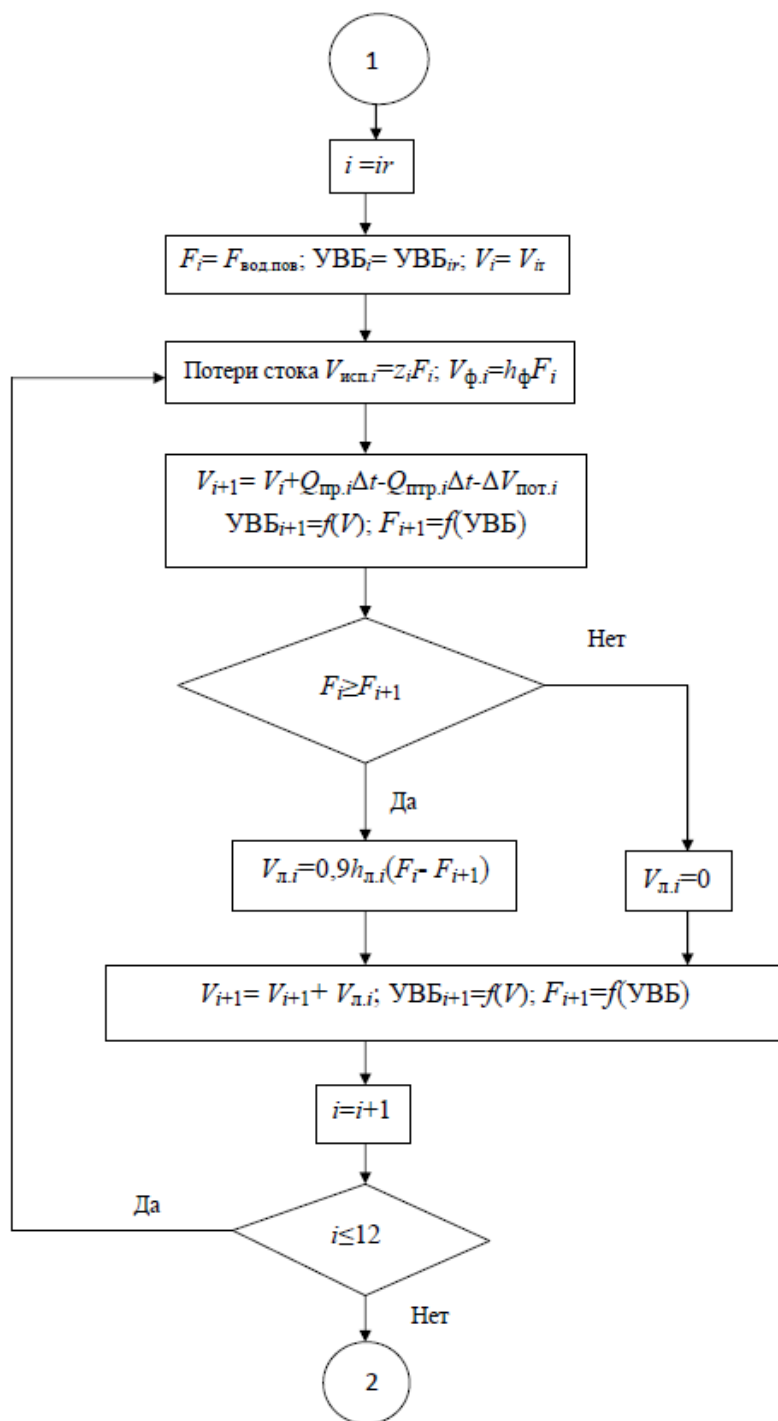 1
i =ir
Fi= Fвод.пов; УВБi= УВБir; Vi= Vir
Потери стока Vисп.i=ziFi; Vф.i=hфFi
Vi+1= Vi+Qпр.iΔt-Qптр.iΔt-ΔVпот.i
УВБi+1=f(V); Fi+1=f(УВБ)
Нет
Fi≥Fi+1
Да
Vл.i=0,9hл.i(Fi- Fi+1)
Vл.i=0
Vi+1= Vi+1+ Vл.i; УВБi+1=f(V); Fi+1=f(УВБ)
i=i+1
Да
i≤12
Нет
2